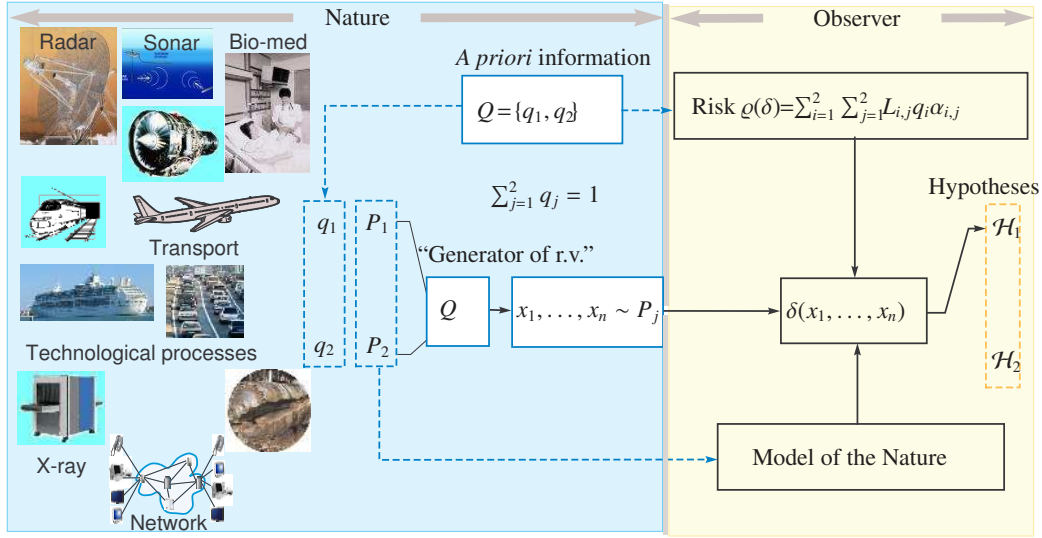 Nature
Observer
Radar
Sonar
Bio-med
A priori information
Q = {q₁, q₂}
Risk ϱ(δ)=∑²ᵢ₌₁ ∑²ⱼ₌₁ Lᵢ,ⱼqᵢαᵢ,ⱼ
∑²ⱼ₌₁ qⱼ = 1
Hypotheses
q₁
P₁
ℋ₁
Transport
“Generator of r.v.”
Q
x₁, . . . , xₙ ∼ Pⱼ
δ(x₁, . . . , xₙ)
q₂
P₂
ℋ₂
Technological processes
X-ray
Model of the Nature
Network